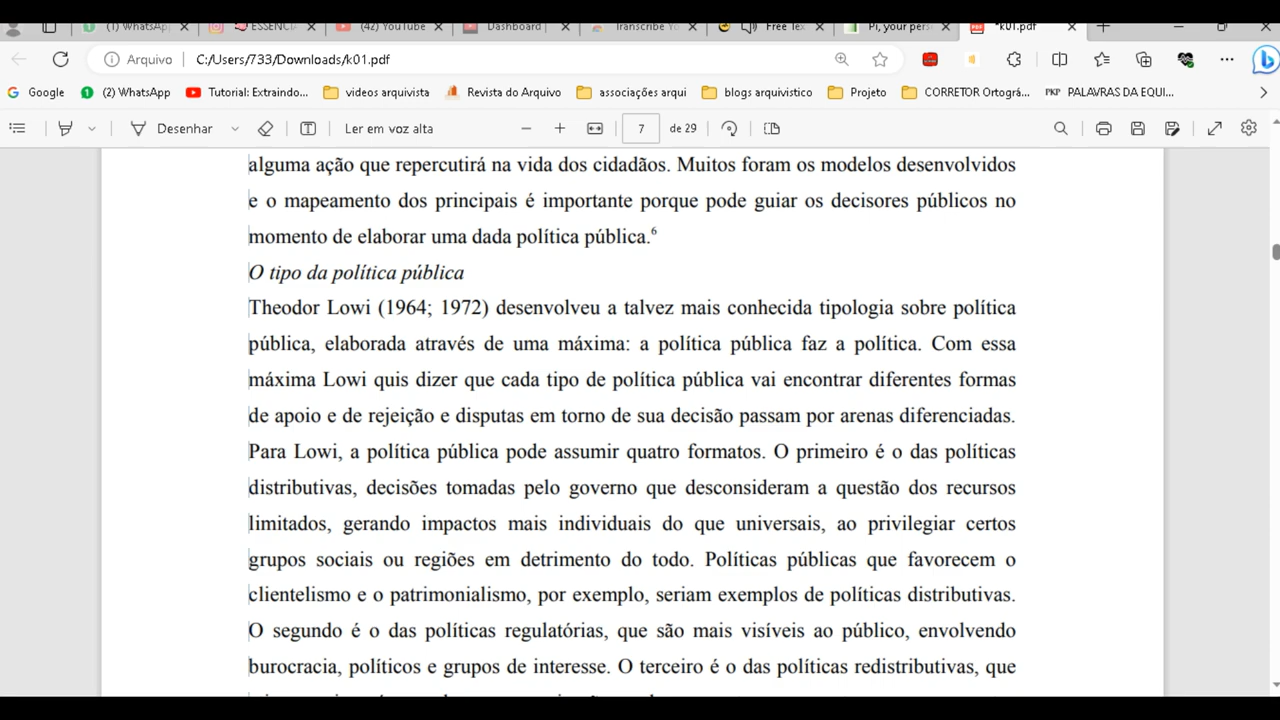 (1) WhatsAp
ESSÊNCI
(42) YouTube
Dashboard
Transcribe Yo
Free Tex
Pi, your pers
*k01.pdf
Arquivo C:/Users/733/Downloads/k01.pdf
Google (2) WhatsApp Tutorial: Extraindo... videos arquivista Revista do Arquivo associações arqui blogs arquivistico Projeto CORRETOR Ortográ... PKP PALAVRAS DA EQUI...
Desenhar Ler em voz alta 7 de 29
alguma ação que repercutirá na vida dos cidadãos. Muitos foram os modelos desenvolvidos
e o mapeamento dos principais é importante porque pode guiar os decisores públicos no
momento de elaborar uma dada política pública.6
O tipo da política pública
Theodor Lowi (1964; 1972) desenvolveu a talvez mais conhecida tipologia sobre política
pública, elaborada através de uma máxima: a política pública faz a política. Com essa
máxima Lowi quis dizer que cada tipo de política pública vai encontrar diferentes formas
de apoio e de rejeição e disputas em torno de sua decisão passam por arenas diferenciadas.
Para Lowi, a política pública pode assumir quatro formatos. O primeiro é o das políticas
distributivas, decisões tomadas pelo governo que desconsideram a questão dos recursos
limitados, gerando impactos mais individuais do que universais, ao privilegiar certos
grupos sociais ou regiões em detrimento do todo. Políticas públicas que favorecem o
clientelismo e o patrimonialismo, por exemplo, seriam exemplos de políticas distributivas.
O segundo é o das políticas regulatórias, que são mais visíveis ao público, envolvendo
burocracia, políticos e grupos de interesse. O terceiro é o das políticas redistributivas, que